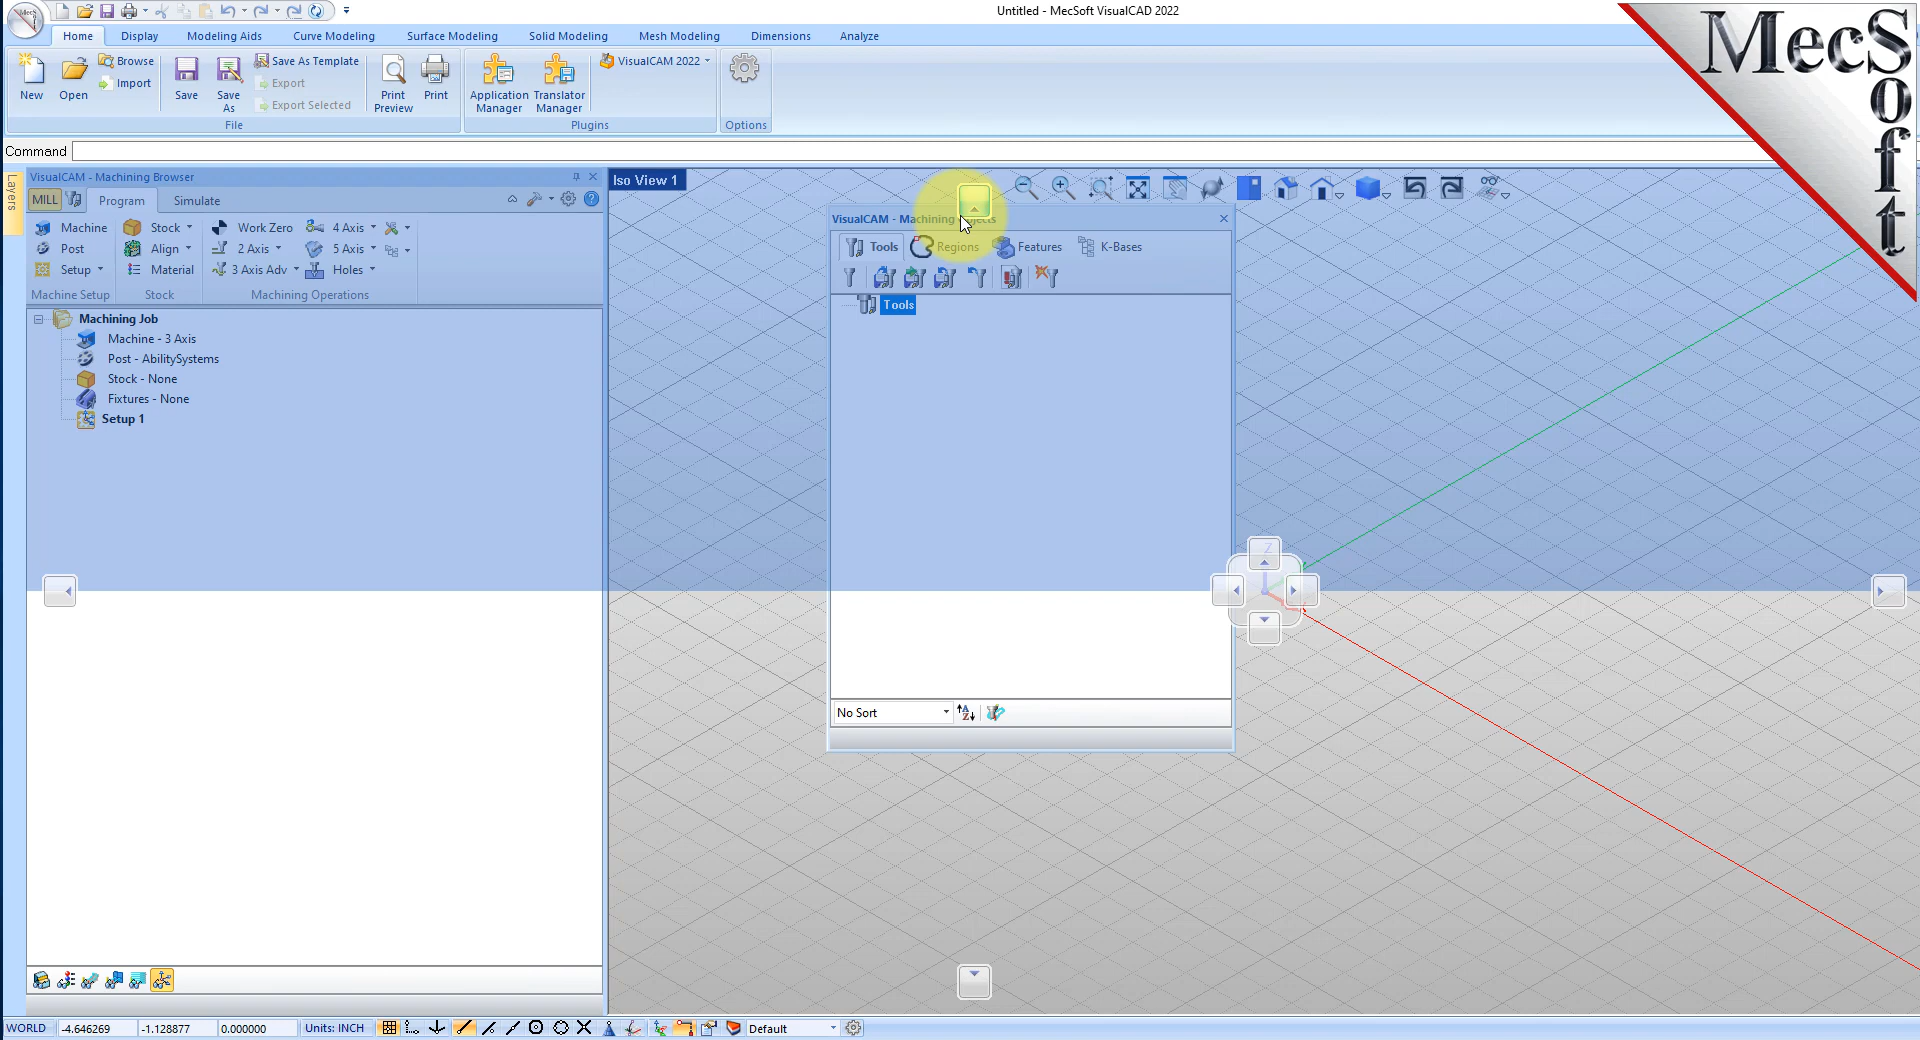 Untitled - MecSoft VisualCAD 2022
MecSoft
Home Display Modeling Aids Curve Modeling Surface Modeling Solid Modeling Mesh Modeling Dimensions Analyze
New Open Browse Import Save Save As Save As Template Export Export Selected Print Preview Print
Application Manager Translator Manager VisualCAM 2022
File Plugins Options
Command
Layers
VisualCAM - Machining Browser
MILL Program Simulate
Machine Stock Work Zero 4 Axis
Post Align 2 Axis 5 Axis
Setup Material 3 Axis Adv Holes
Machine Setup Stock Machining Operations
Machining Job
Machine - 3 Axis
Post - AbilitySystems
Stock - None
Fixtures - None
Setup 1
Iso View 1
VisualCAM - Machining Objects
Tools Regions Features K-Bases
Tools
No Sort
Z
WORLD -4.646269 -1.128877 0.000000 Units: INCH Default